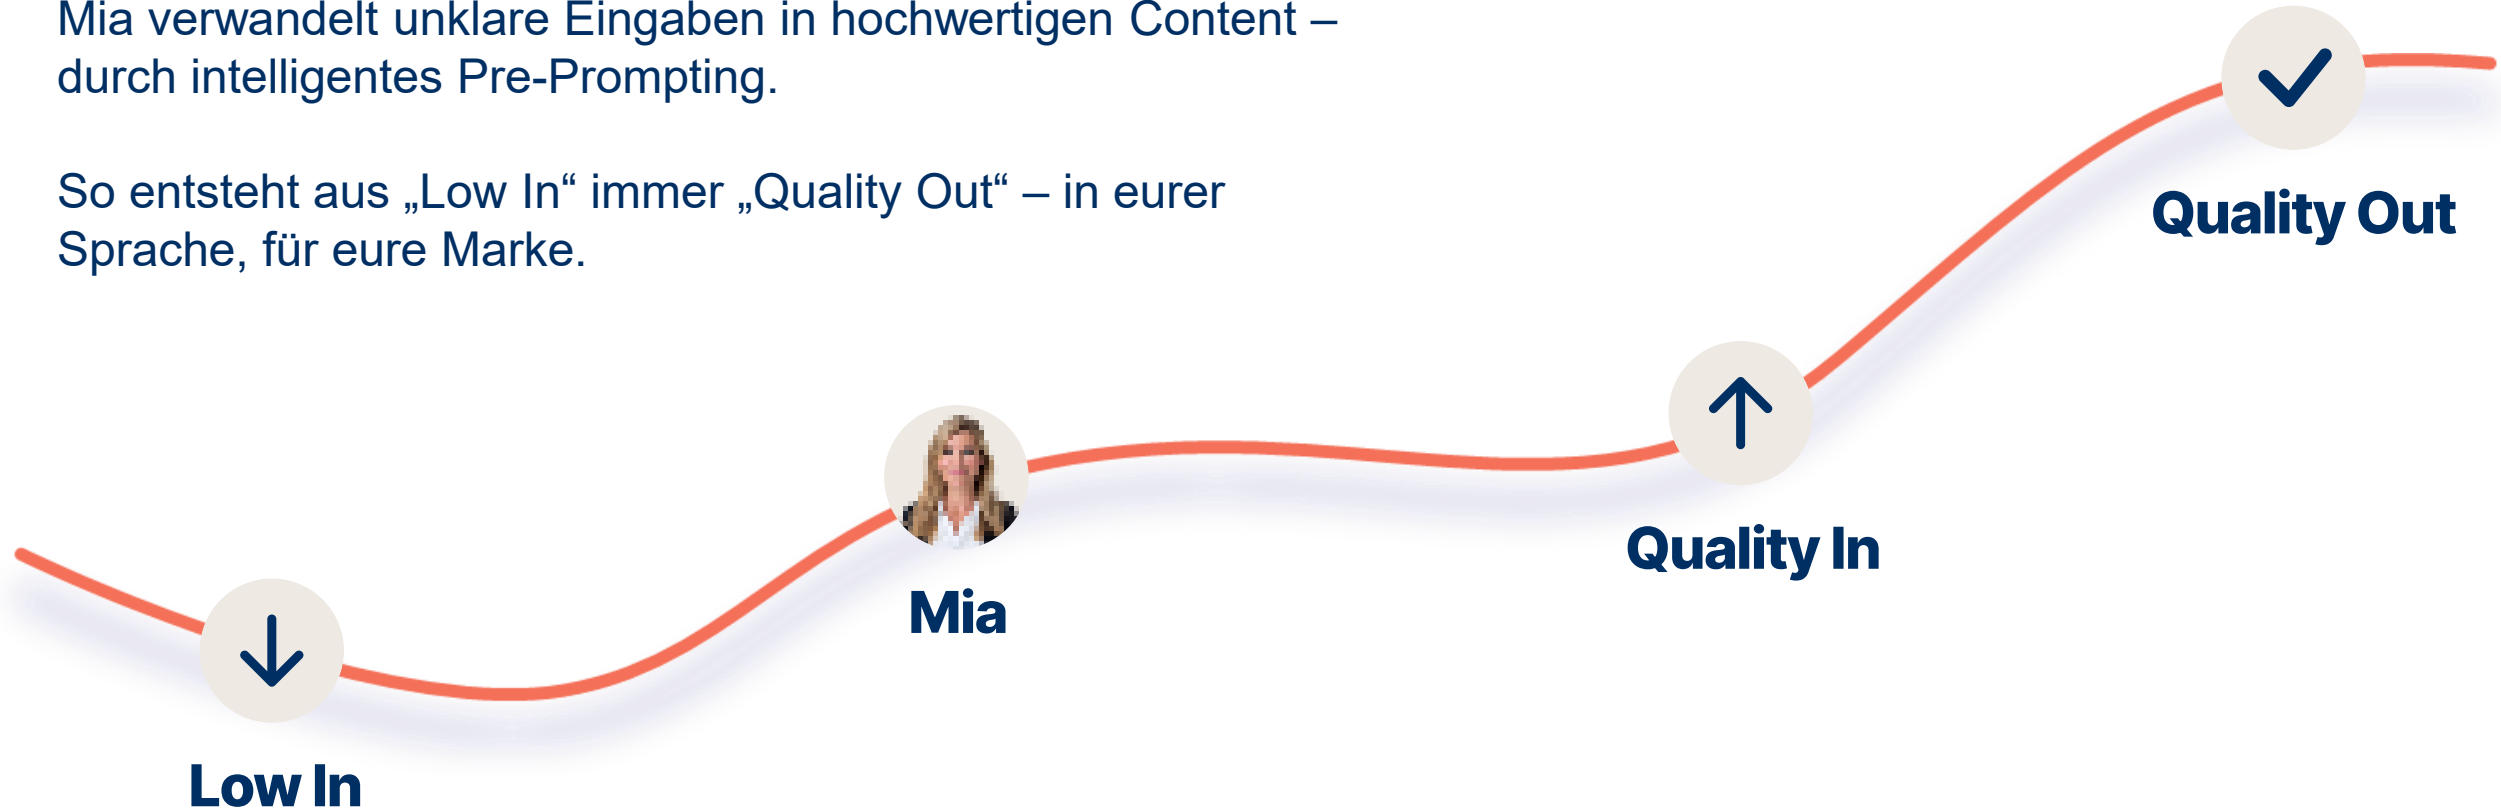 Mia verwandelt unklare Eingaben in hochwertigen Content –
durch intelligentes Pre-Prompting.
So entsteht aus „Low In“ immer „Quality Out“ – in eurer
Sprache, für eure Marke.
Quality Out
Quality In
Mia
Low In